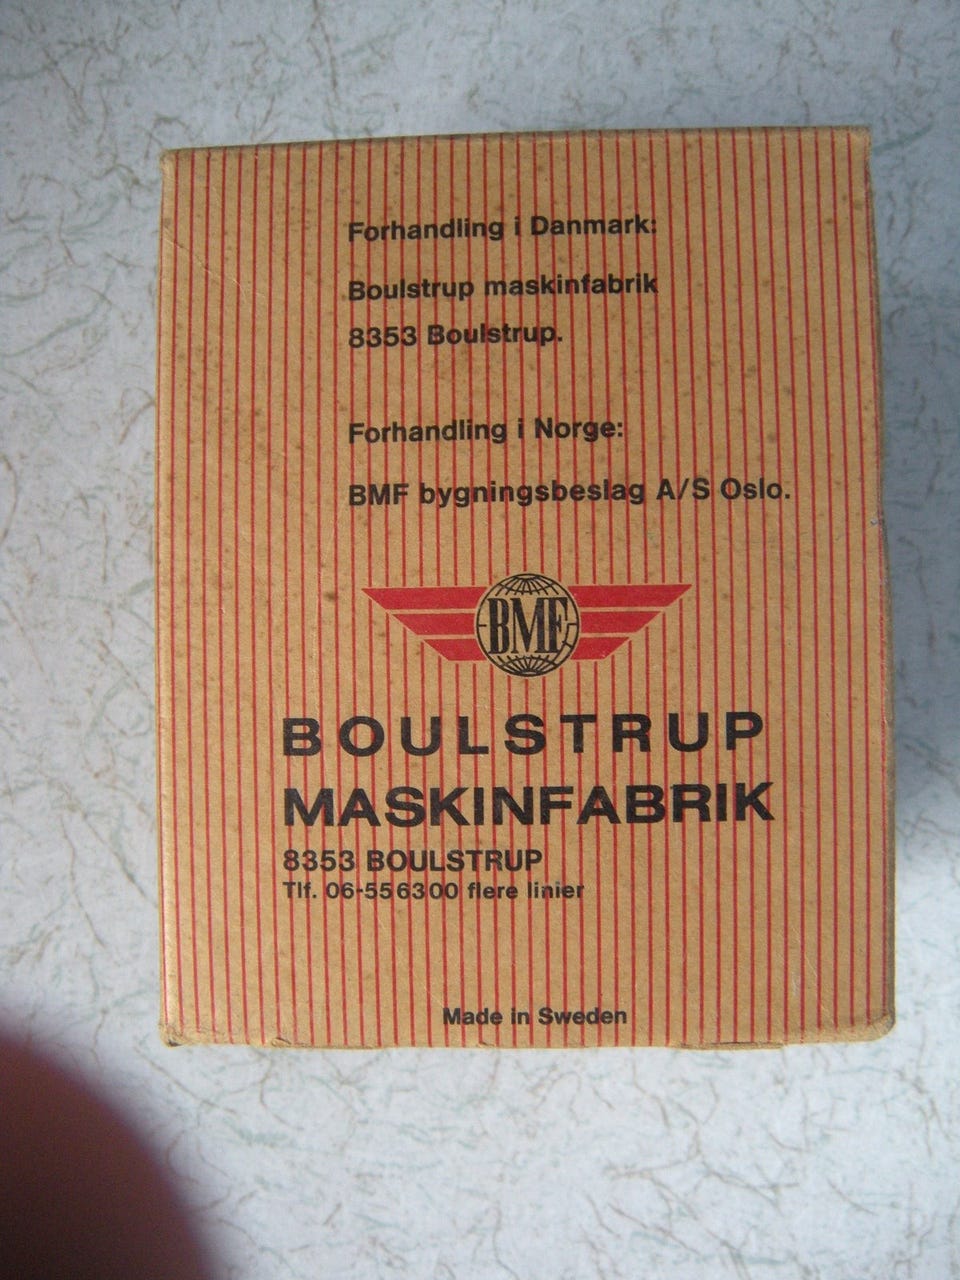 Forhandling i Danmark:
Boulstrup maskinfabrik
8353 Boulstrup.
Forhandling i Norge:
BMF bygningsbeslag A/S Oslo.
BMF
BOULSTRUP
MASKINFABRIK
8353 BOULSTRUP
Tlf. 06-556300 flere linier
Made in Sweden